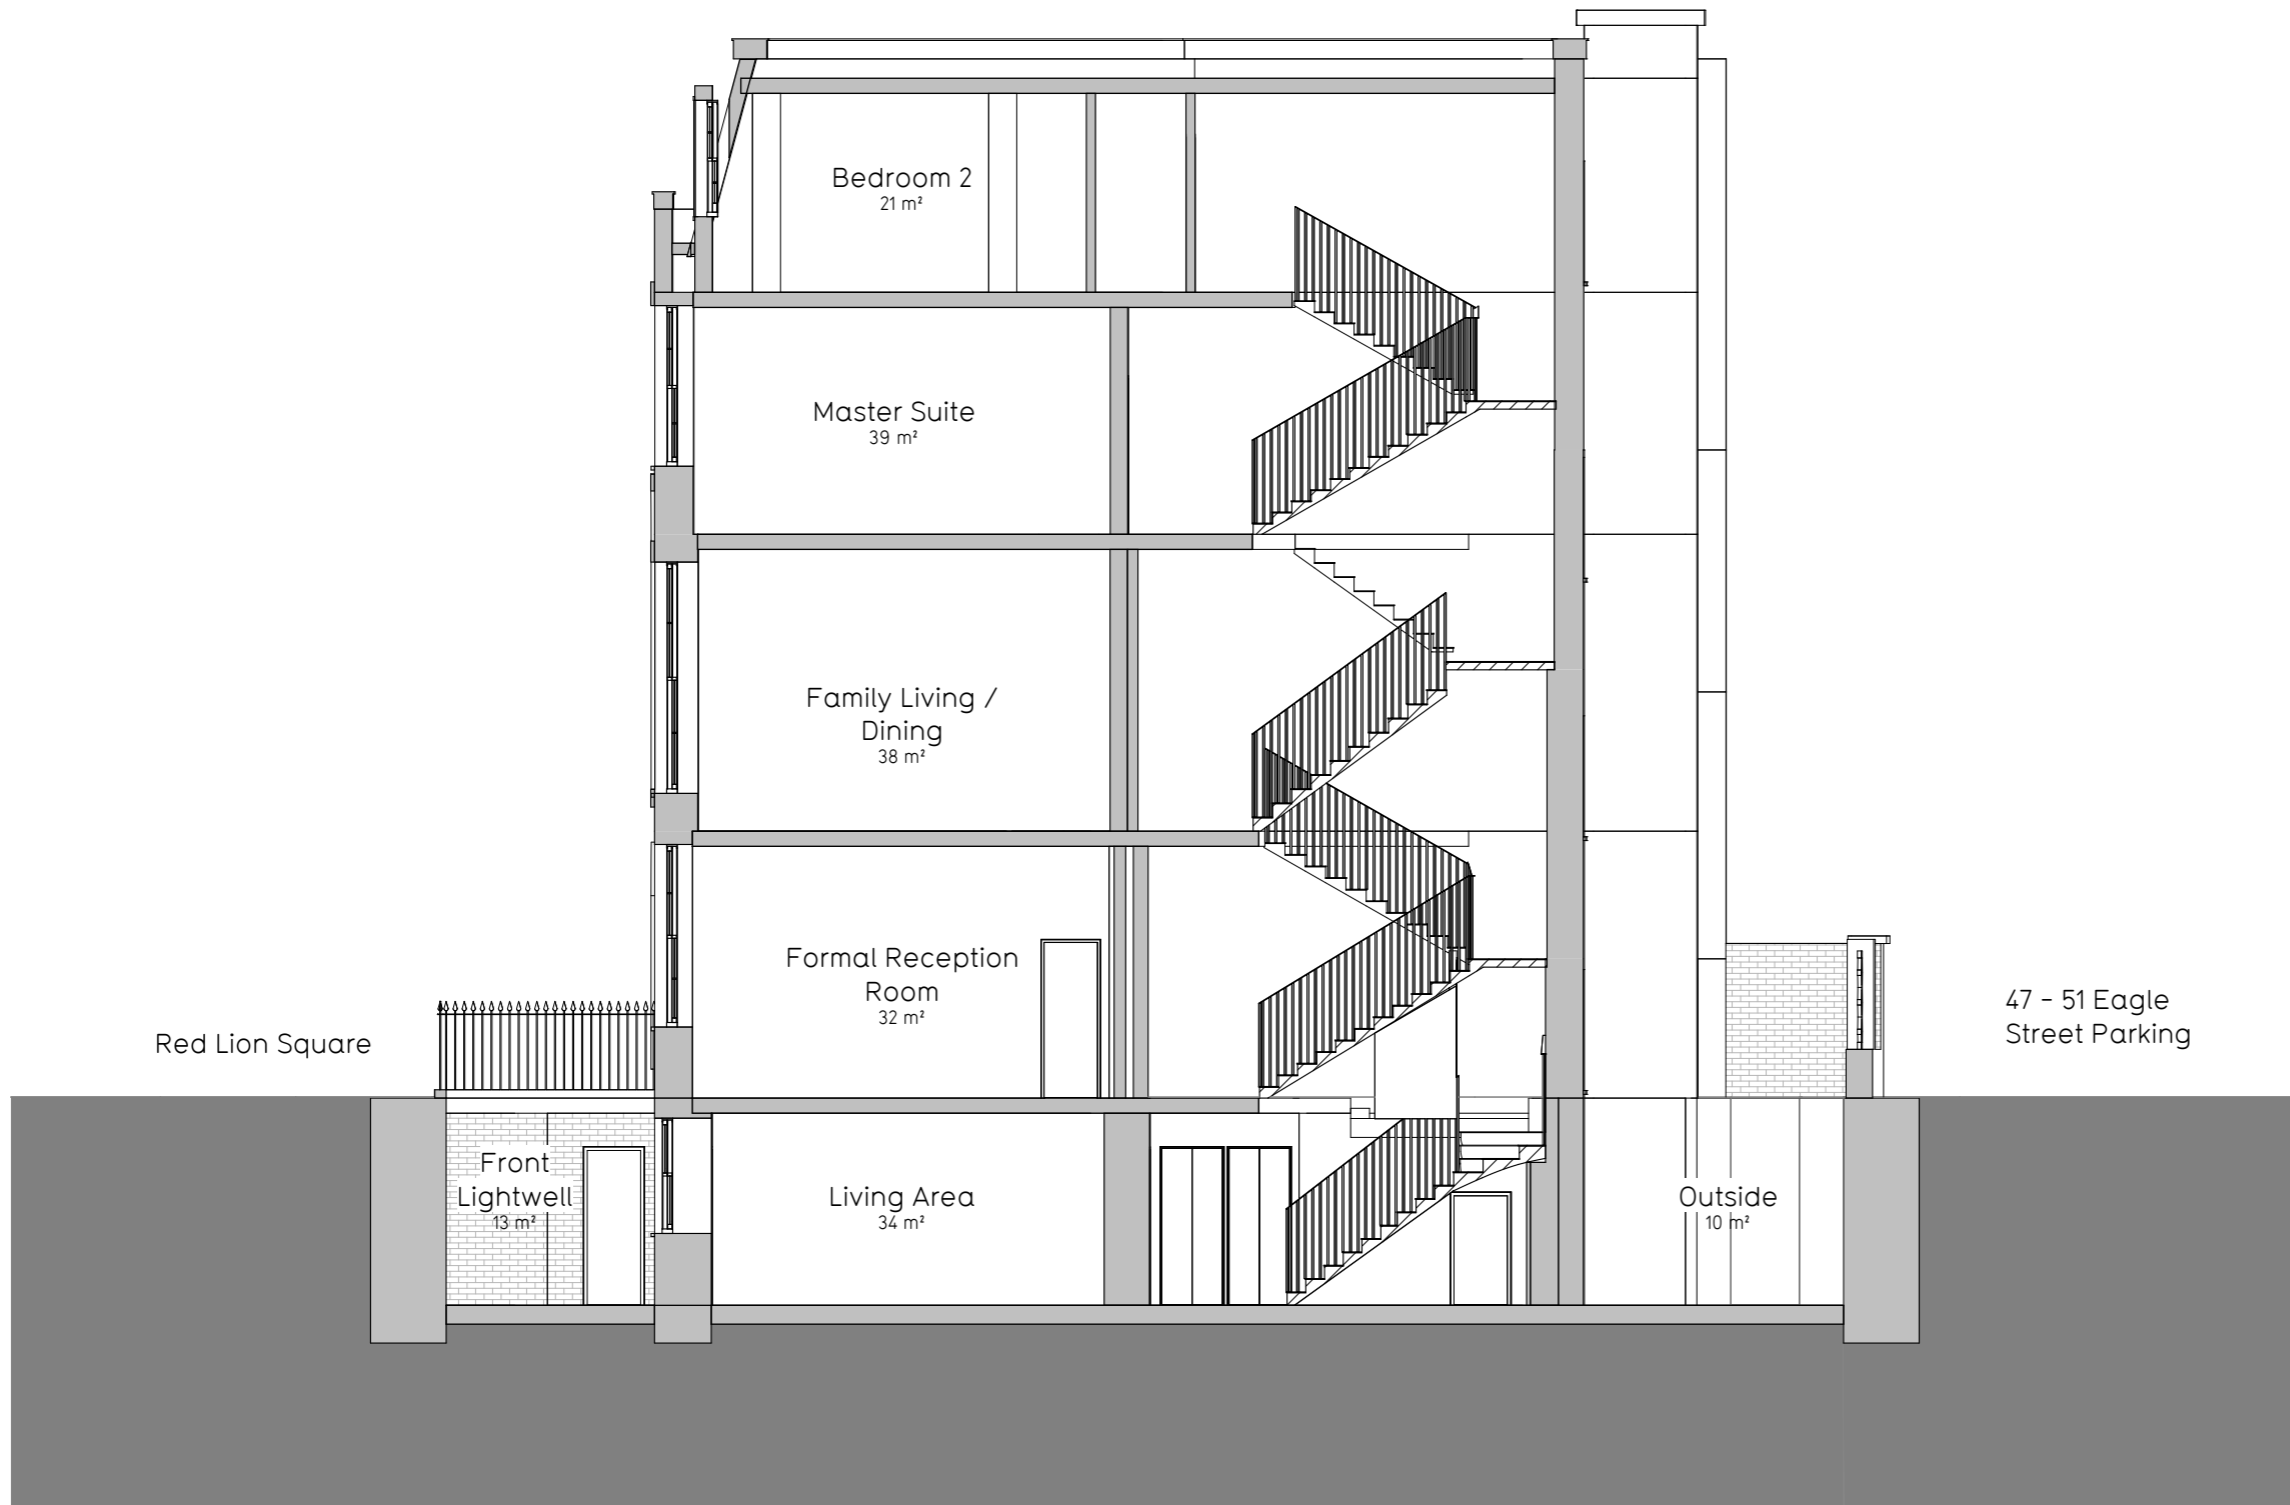 Bedroom 2
21 m²
Master Suite
39 m²
Family Living /
Dining
38 m²
Formal Reception
Room
32 m²
Red Lion Square
47 - 51 Eagle
Street Parking
Front
Lightwell
13 m²
Living Area
34 m²
Outside
10 m²